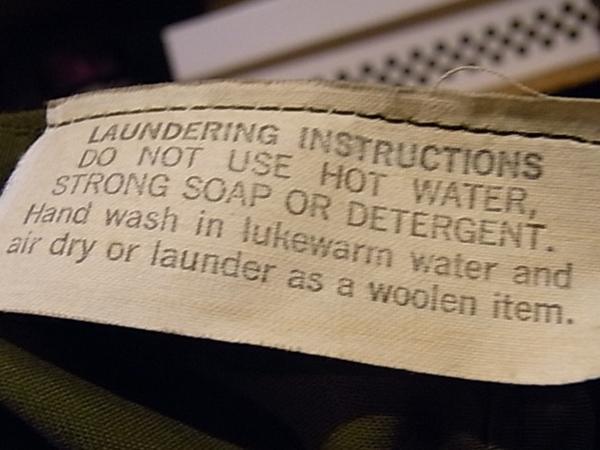 LAUNDERING INSTRUCTIONS
DO NOT USE HOT WATER,
STRONG SOAP OR DETERGENT.
Hand wash in lukewarm water and
air dry or launder as a woolen item.